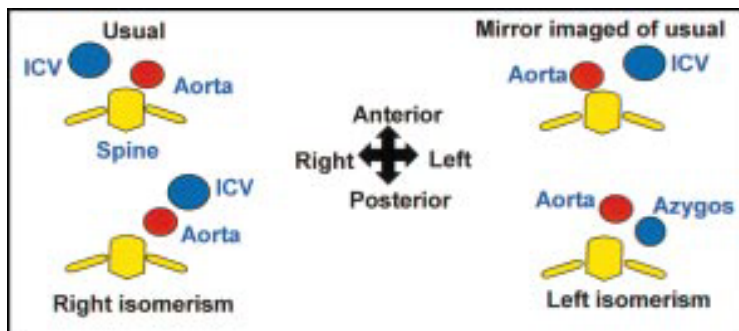 Usual
ICV
Aorta
Spine
Mirror imaged of usual
Aorta
ICV
Anterior
Right
Left
Posterior
ICV
Aorta
Right isomerism
Aorta
Azygos
Left isomerism